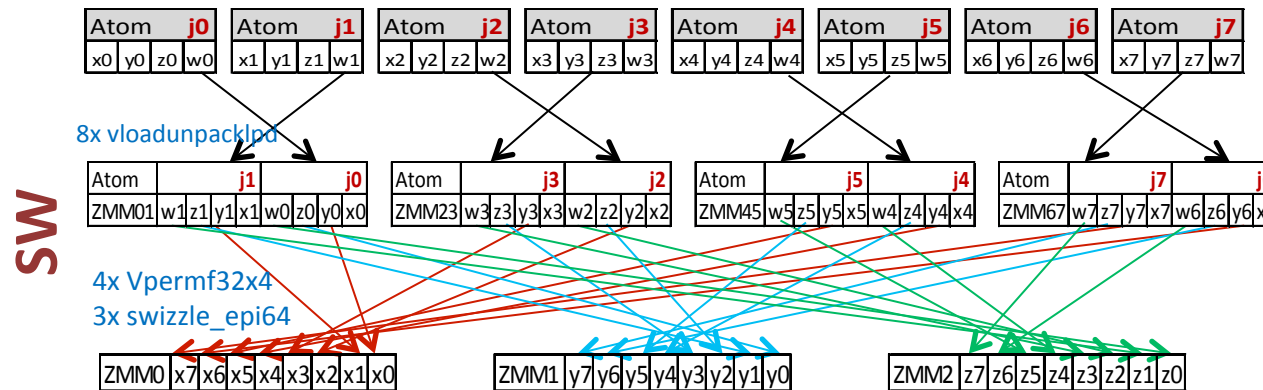 Atom j0 Atom j1 Atom j2 Atom j3 Atom j4 Atom j5 Atom j6 Atom j7
x0 y0 z0 w0 x1 y1 z1 w1 x2 y2 z2 w2 x3 y3 z3 w3 x4 y4 z4 w4 x5 y5 z5 w5 x6 y6 z6 w6 x7 y7 z7 w7
8x vloadunpacklpd
Atom j1 j0 Atom j3 j2 Atom j5 j4 Atom j7 j
ZMM01 w1 z1 y1 x1 w0 z0 y0 x0 ZMM23 w3 z3 y3 x3 w2 z2 y2 x2 ZMM45 w5 z5 y5 x5 w4 z4 y4 x4 ZMM67 w7 z7 y7 x7 w6 z6 y6 x
SW
4x Vpermf32x4
3x swizzle_epi64
ZMM0 x7 x6 x5 x4 x3 x2 x1 x0 ZMM1 y7 y6 y5 y4 y3 y2 y1 y0 ZMM2 z7 z6 z5 z4 z3 z2 z1 z0